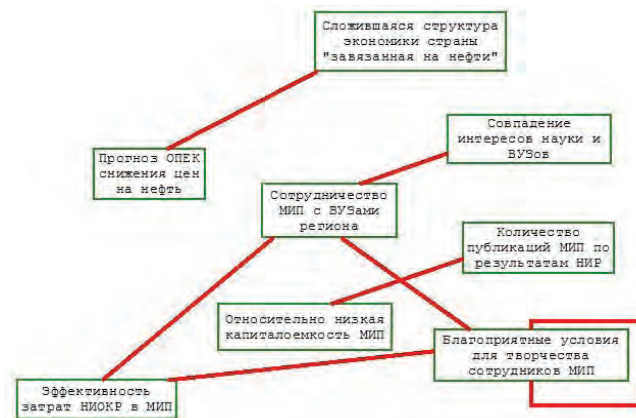 Сложившаяся структура
экономики страны
"завязанная на нефти"
Совпадение
интересов науки и
ВУЗов
Прогноз ОПЕК
снижения цен
на нефть
Сотрудничество
МИП с ВУЗами
региона
Количество
публикаций МИП по
результатам НИР
Относительно низкая
капиталоемкость МИП
Благоприятные условия
для творчества
сотрудников МИП
Эффективность
затрат НИОКР в МИП